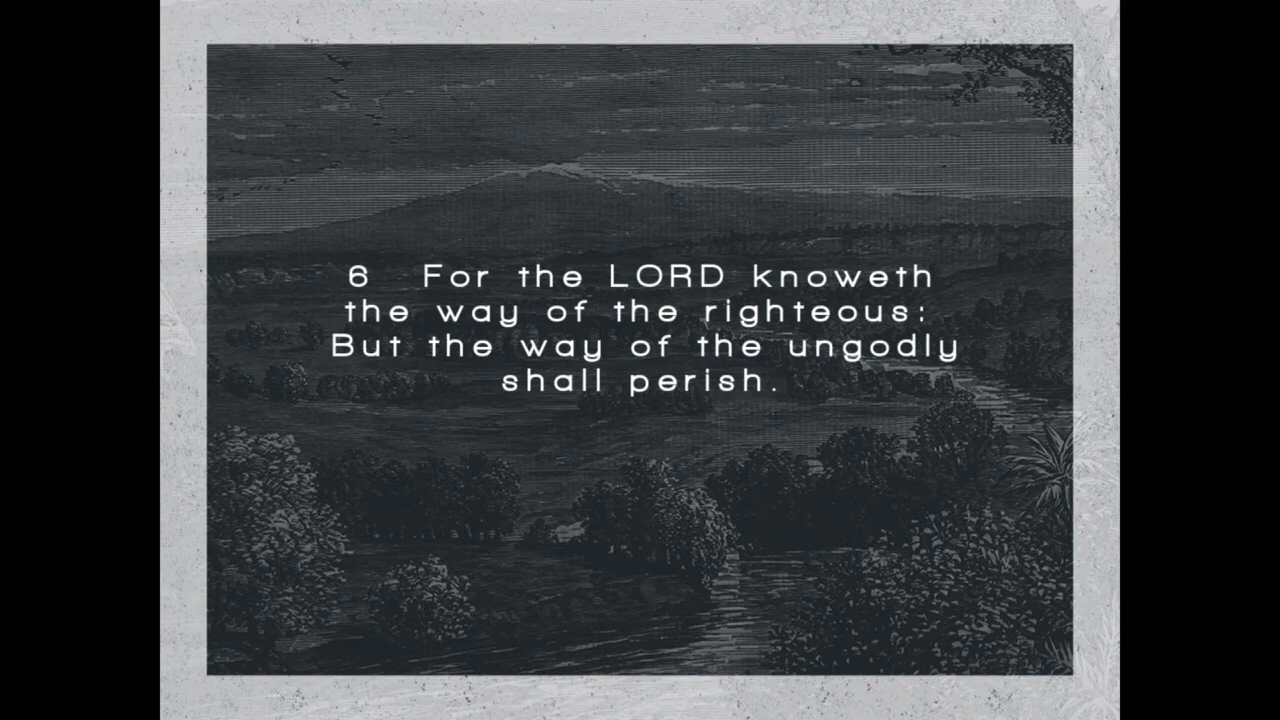 6 For the LORD knoweth
the way of the righteous:
But the way of the ungodly
shall perish.